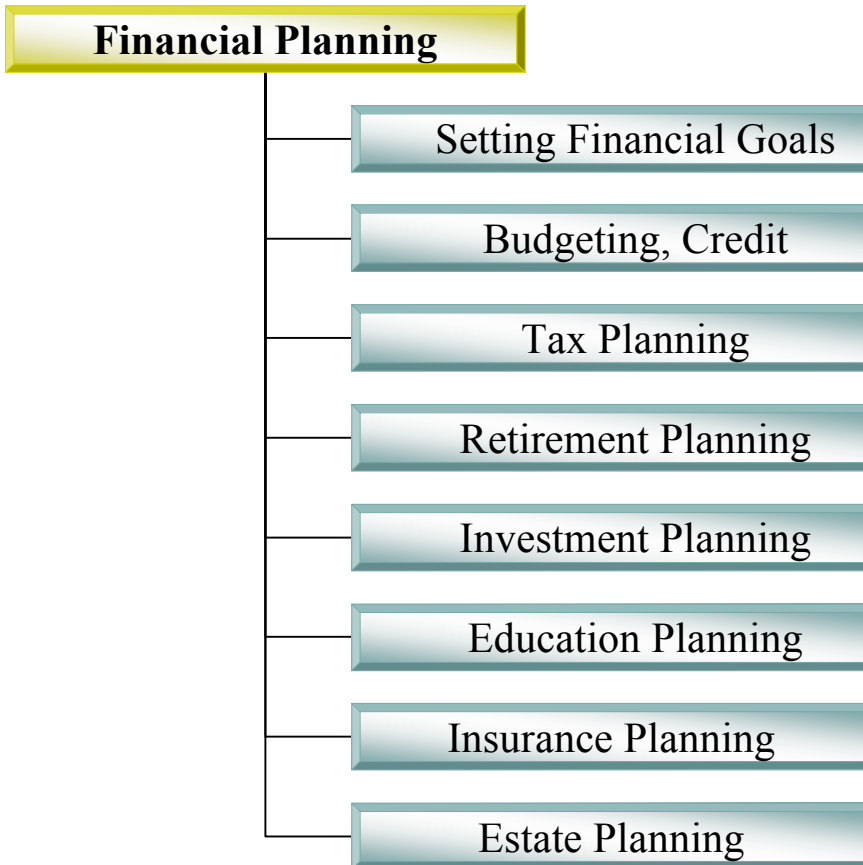 Financial Planning
Setting Financial Goals
Budgeting, Credit
Tax Planning
Retirement Planning
Investment Planning
Education Planning
Insurance Planning
Estate Planning